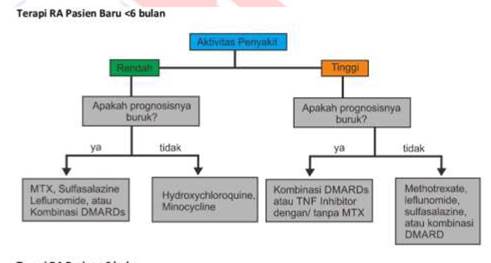 Terapi RA Pasien Baru <6 bulan
Aktivitas Penyakit
Rendah
Tinggi
Apakah prognosisnya
buruk?
Apakah prognosisnya
buruk?
ya
tidak
ya
tidak
MTX, Sulfasalazine
Leflunomide, atau
Kombinasi DMARDs
Hydroxychloroquine,
Minocycline
Kombinasi DMARDs
atau TNF Inhibitor
dengan/ tanpa MTX
Methotrexate,
leflunomide,
sulfasalazine,
atau kombinasi
DMARD